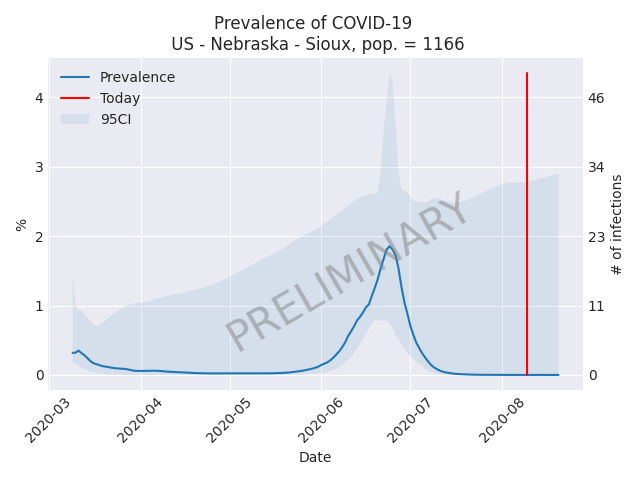 Prevalence of COVID-19
US - Nebraska - Sioux, pop. = 1166
Prevalence
Today
95CI
4
3
2
1
0
%
46
34
23
11
0
# of infections
PRELIMINARY
2020-03
2020-04
2020-05
2020-06
2020-07
2020-08
Date